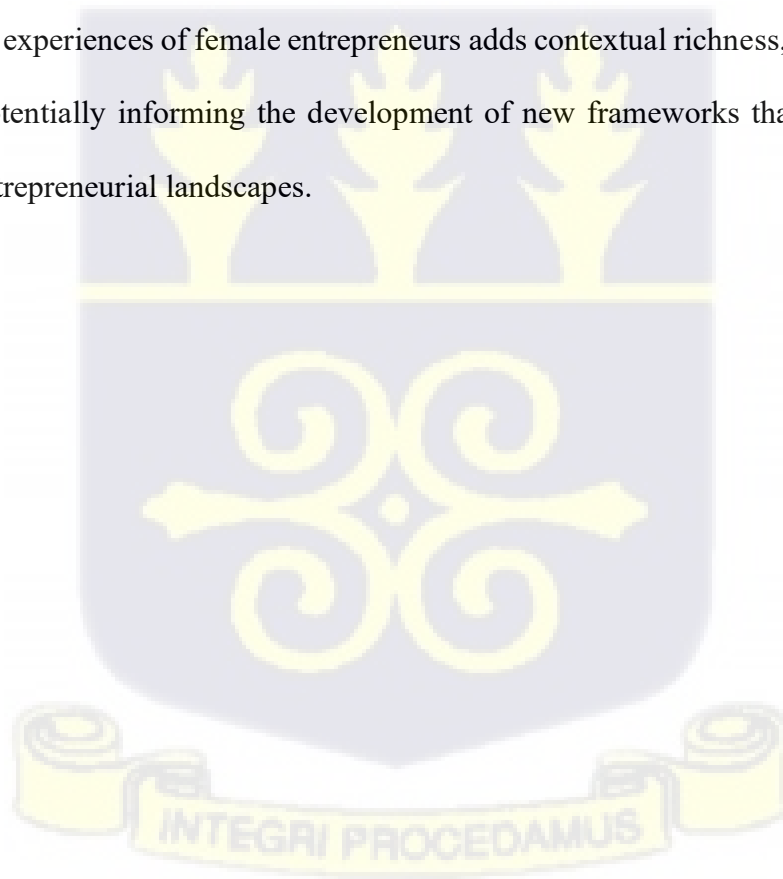 experiences of female entrepreneurs adds contextual richness,
tentially informing the development of new frameworks tha
trepreneurial landscapes.
INTEGRI PROCEDAMUS